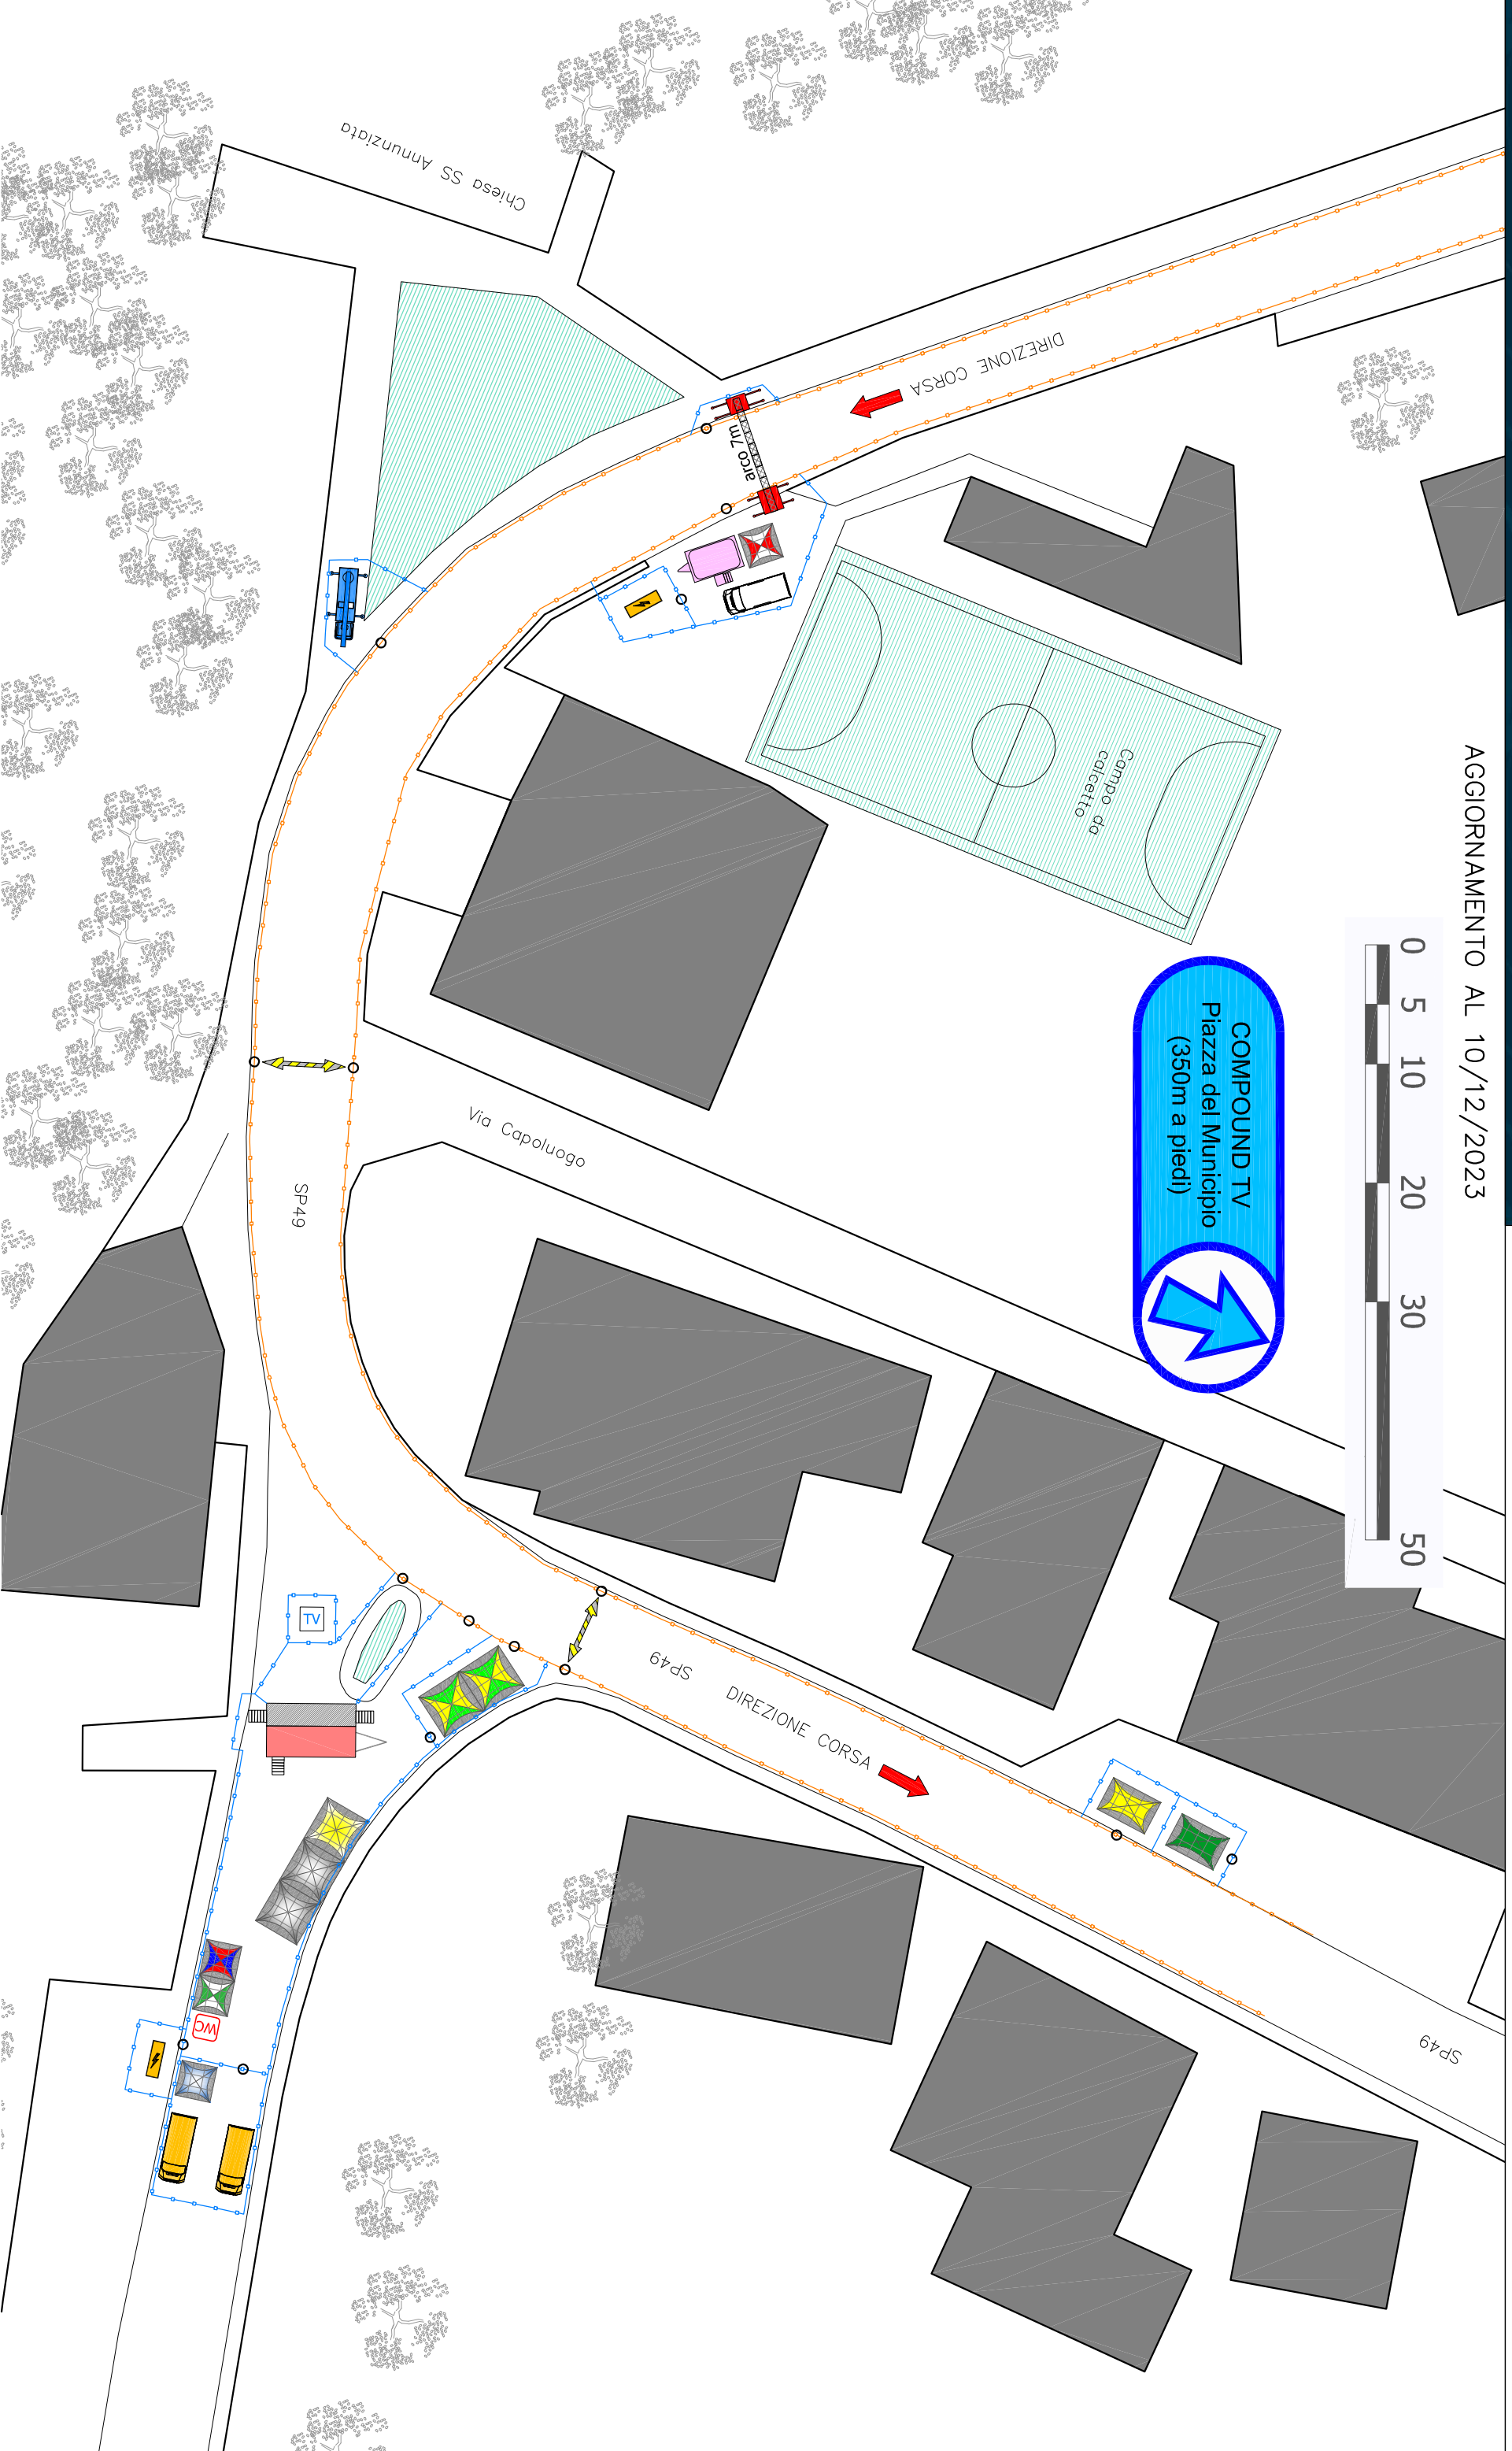 AGGIORNAMENTO AL 10/12/2023
0 5 10 20 30 50
COMPOUND TV
Piazza del Municipio
(350m a piedi)
Chiesa SS Annunziata
DIREZIONE CORSA
arco 7m
Campo da
calcetto
Via Capoluogo
SP49
TV
SP49
DIREZIONE CORSA
WC
SP49